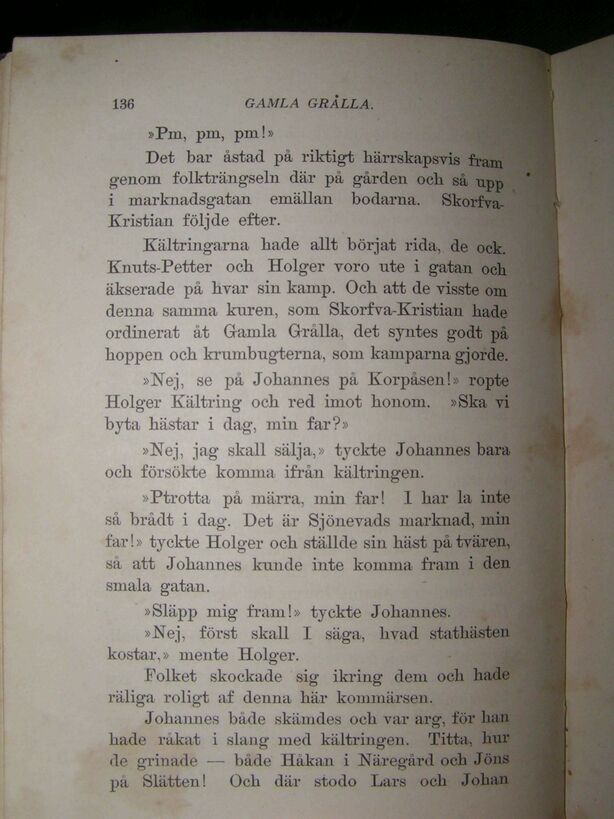 136 GAMLA GRÅLLA.
»Pm, pm, pm!»
Det bar åstad på riktigt härrskapsvis fram
genom folkträngseln där på gården och så upp
i marknadsgatan emällan bodarna. Skorfva-
Kristian följde efter.
Kältringarna hade allt börjat rida, de ock.
Knuts-Petter och Holger voro ute i gatan och
äkserade på hvar sin kamp. Och att de visste om
denna samma kuren, som Skorfva-Kristian hade
ordinerat åt Gamla Grålla, det syntes godt på
hoppen och krumbugterna, som kamparna gjorde.
»Nej, se på Johannes på Korpåsen!» ropte
Holger Kältring och red imot honom. »Ska vi
byta hästar i dag, min far?»
»Nej, jag skall sälja,» tyckte Johannes bara
och försökte komma ifrån kältringen.
»Ptrotta på märra, min far! I har la inte
så brådt i dag. Det är Sjönevads marknad, min
far!» tyckte Holger och ställde sin häst på tvären,
så att Johannes kunde inte komma fram i den
smala gatan.
»Släpp mig fram!» tyckte Johannes.
»Nej, först skall I säga, hvad stathästen
kostar,» mente Holger.
Folket skockade sig ikring dem och hade
räliga roligt af denna här kommärsen.
Johannes både skämdes och var arg, för han
hade råkat i slang med kältringen. Titta, hur
de grinade — både Håkan i Näregård och Jöns
på Slätten! Och där stodo Lars och Johan